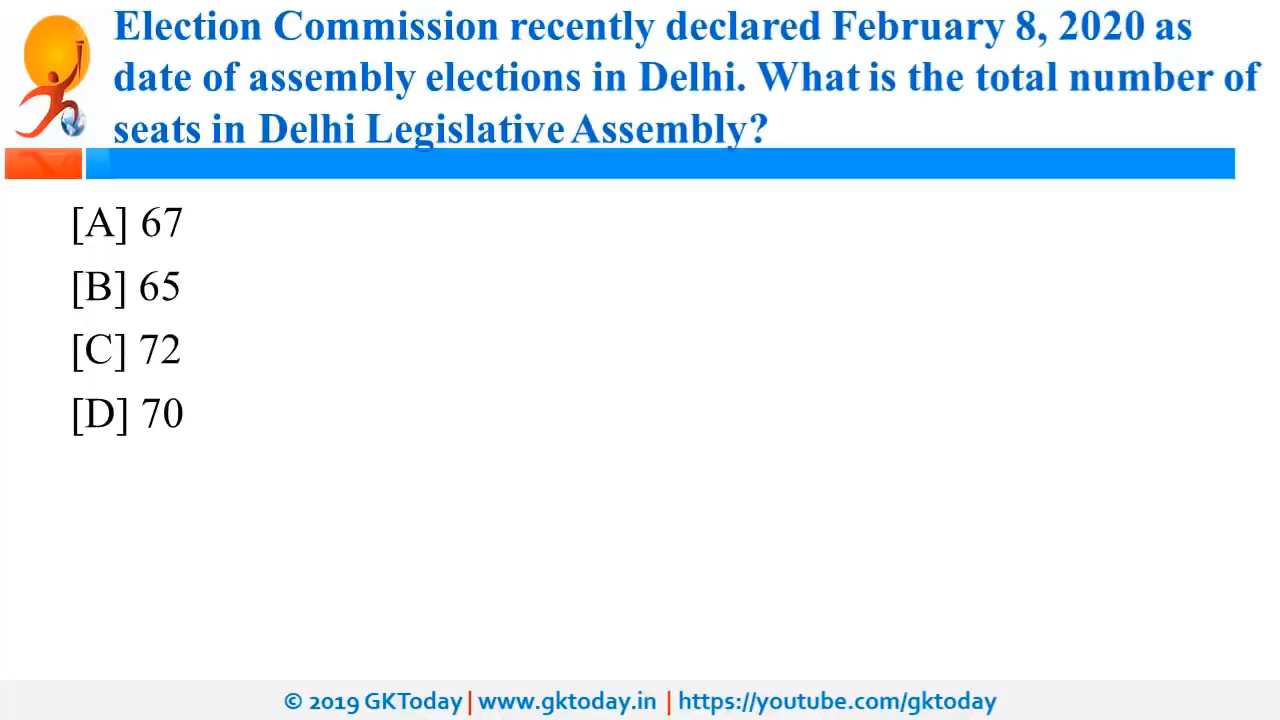 Election Commission recently declared February 8, 2020 as
date of assembly elections in Delhi. What is the total number of
seats in Delhi Legislative Assembly?
[A] 67
[B] 65
[C] 72
[D] 70
© 2019 GKToday | www.gktoday.in | https://youtube.com/gktoday